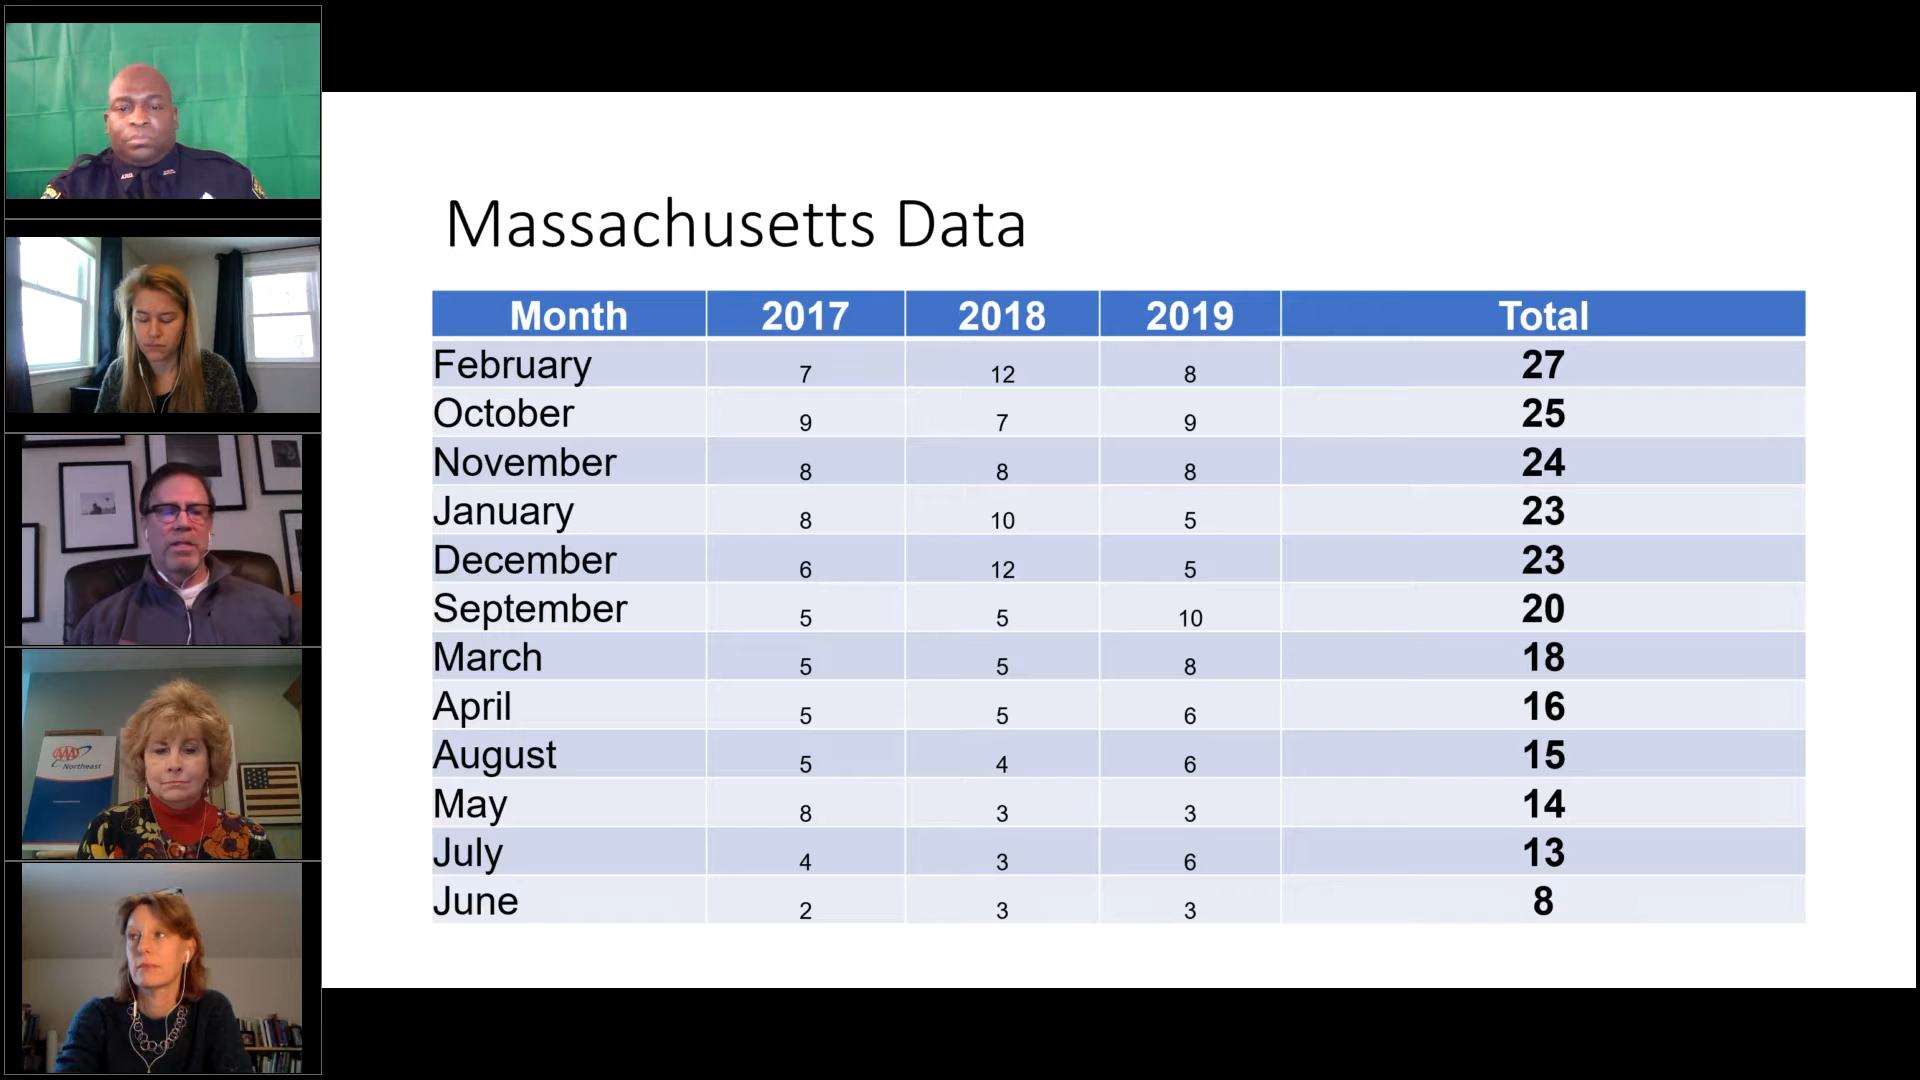 Massachusetts Data
Month 2017 2018 2019 Total
February 7 12 8 27
October 9 7 9 25
November 8 8 8 24
January 8 10 5 23
December 6 12 5 23
September 5 5 10 20
March 5 5 8 18
April 5 5 6 16
August 5 4 6 15
May 8 3 3 14
July 4 3 6 13
June 2 3 3 8
AAA
Northeast